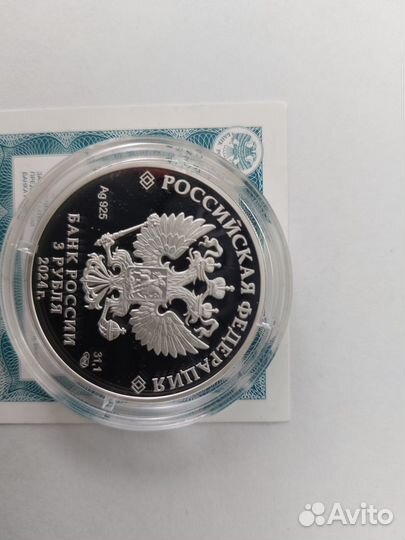 РОССИЙСКАЯ ФЕДЕРАЦИЯ
Ag 925
31,1
БАНК РОССИИ
3 РУБЛЯ
2024 г.
Avito